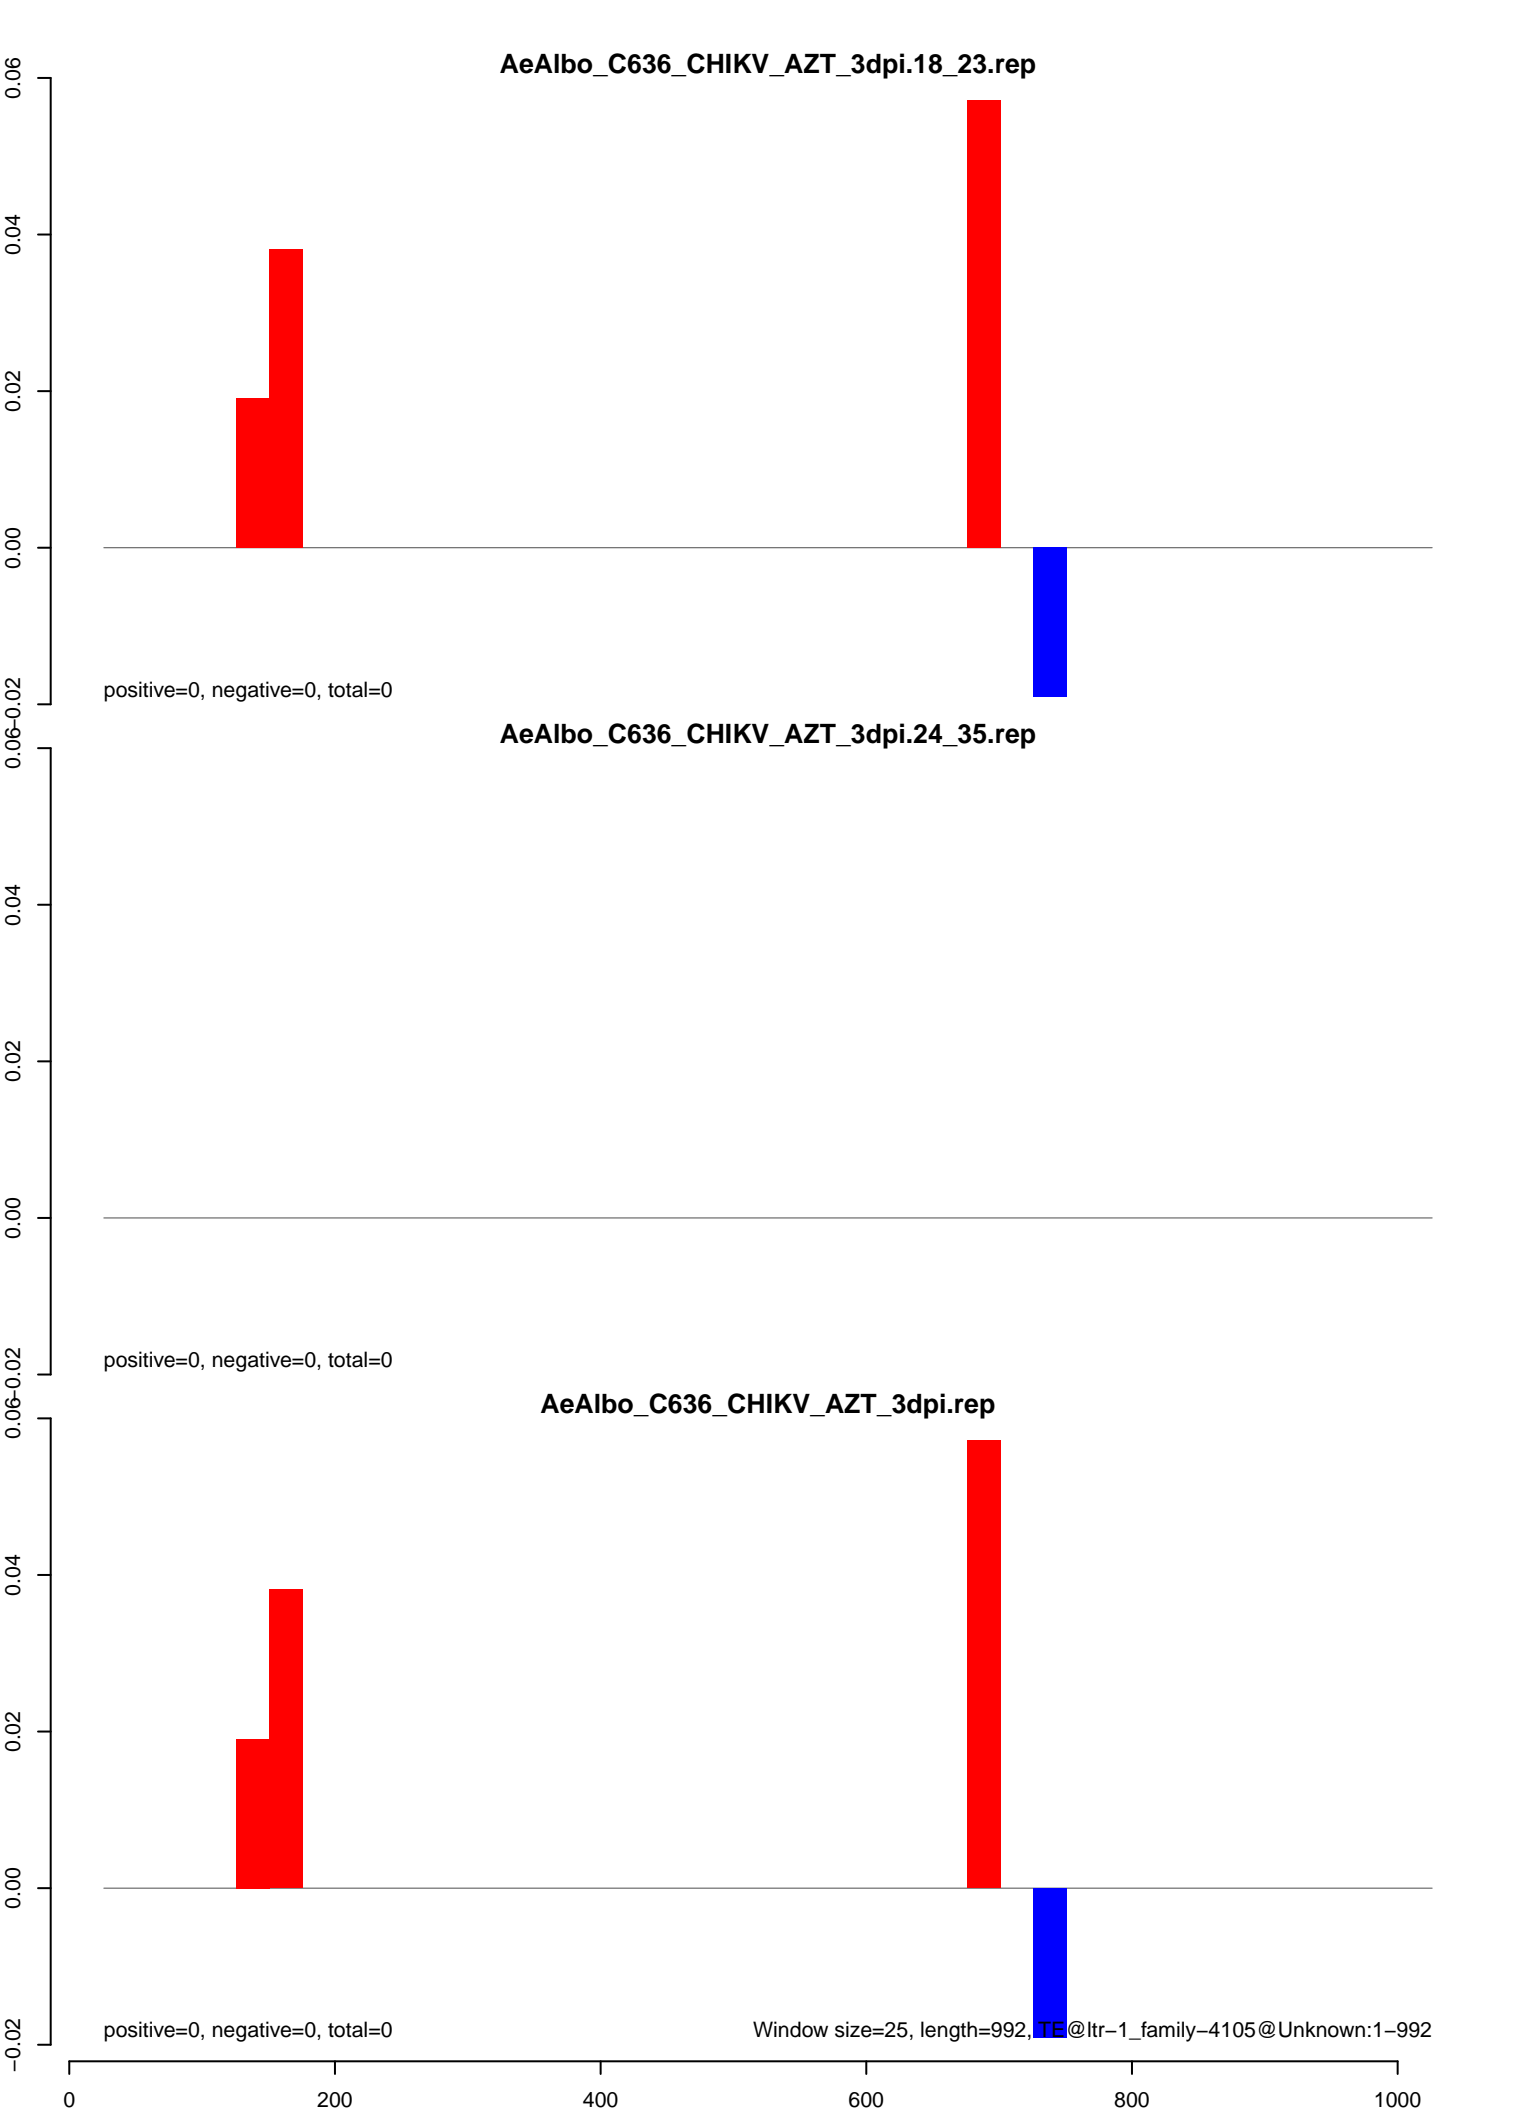 AeAlbo_C636_CHIKV_AZT_3dpi.18_23.rep
0.06
0.04
0.02
0.00
−0.02
positive=0, negative=0, total=0
AeAlbo_C636_CHIKV_AZT_3dpi.24_35.rep
0.06
0.04
0.02
0.00
−0.02
positive=0, negative=0, total=0
AeAlbo_C636_CHIKV_AZT_3dpi.rep
0.06
0.04
0.02
0.00
−0.02
positive=0, negative=0, total=0
Window size=25, length=992, TE@ltr−1_family−4105@Unknown:1−992
0 200 400 600 800 1000